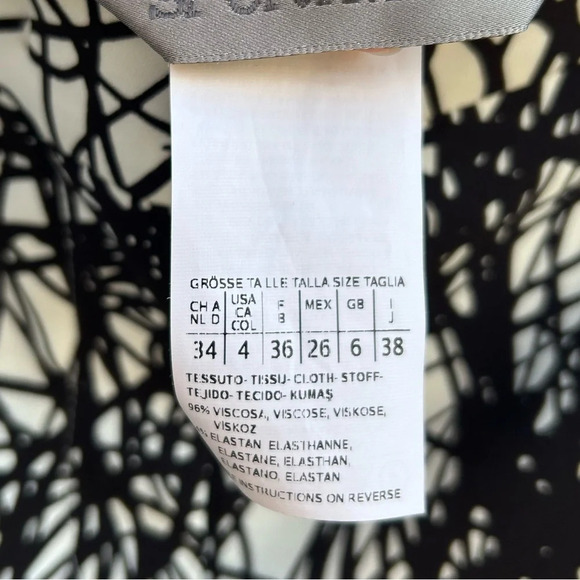 GRÖSSE TAILLE TALLA SIZE TAGLIA
CH A USA F MEX GB I
NL D CA B J
COL
34 4 36 26 6 38
TESSUTO-TISSU-CLOTH-STOFF-
TEJIDO-TECIDO-KUMAŞ
96% VISCOSA, VISCOSE, VISKOSE,
VISKOZ
ELASTAN ELASTHANNE,
ELASTANE, ELASTHAN,
ELASTANO, ELASTAN
INSTRUCTIONS ON REVERSE